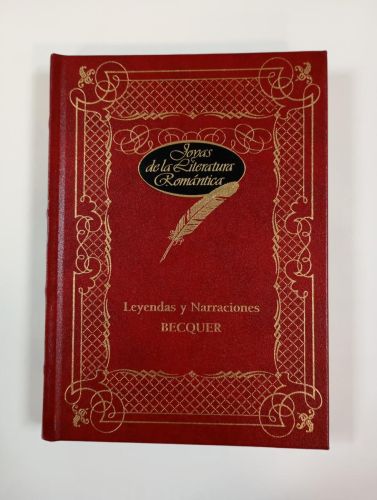 Joyas
de la Literatura
Romántica
Leyendas y Narraciones
BECQUER